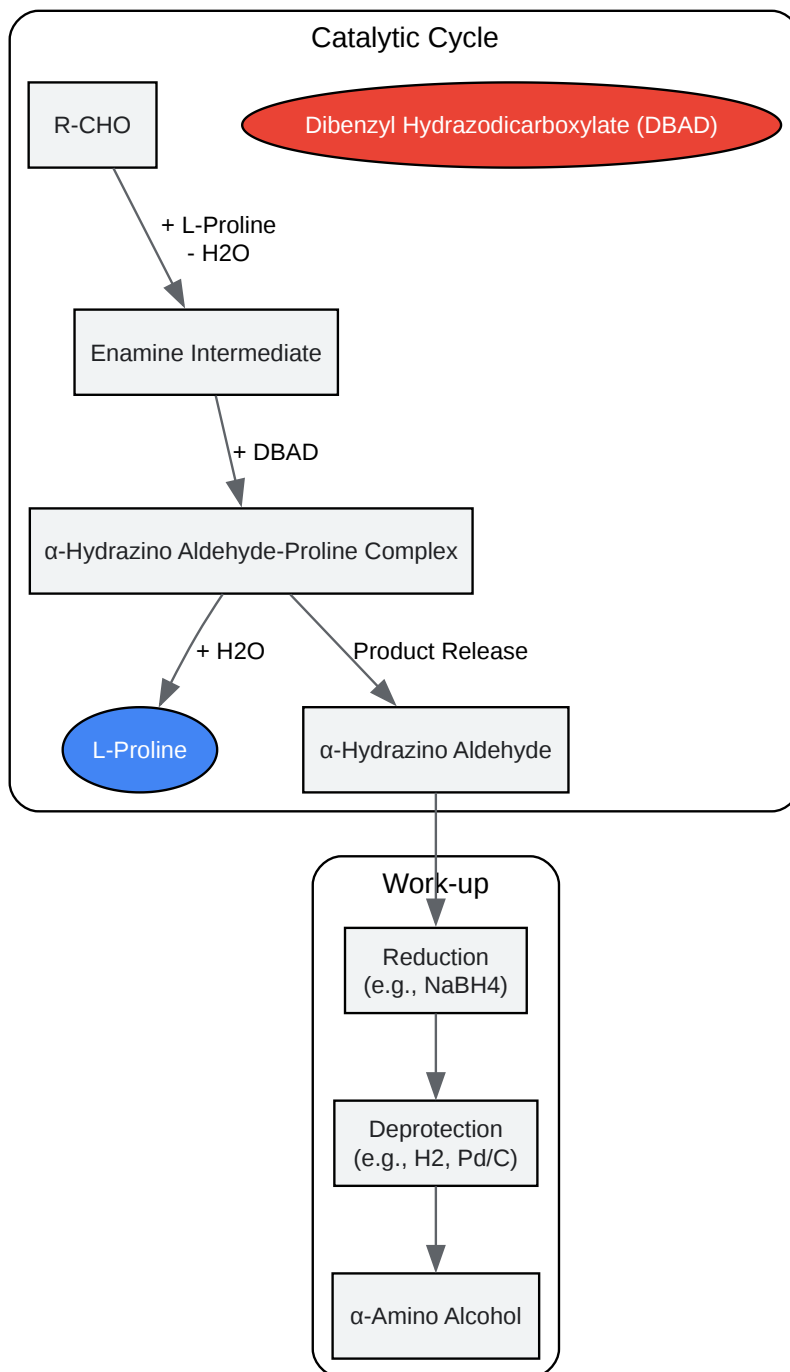 Catalytic Cycle
R-CHO
Dibenzyl Hydrazodicarboxylate (DBAD)
+ L-Proline
- H2O
Enamine Intermediate
+ DBAD
α-Hydrazino Aldehyde-Proline Complex
+ H2O
Product Release
L-Proline
α-Hydrazino Aldehyde
Work-up
Reduction
(e.g., NaBH4)
Deprotection
(e.g., H2, Pd/C)
α-Amino Alcohol